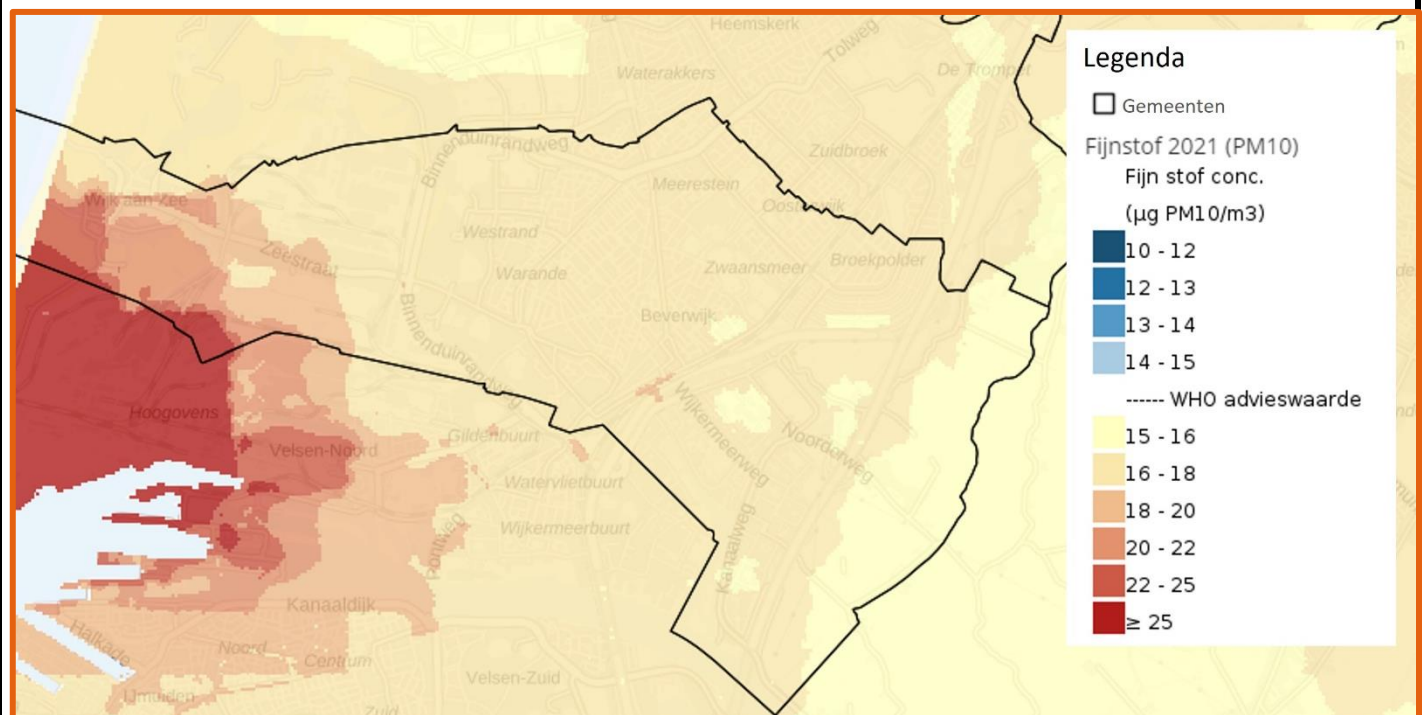 Heemskerk
Tolweg
Waterakkers
De Trompet
Binnenduinrandweg
Zuidbroek
Meerestein
Wijk aan Zee
Oosterwijk
Westrand
Zeestraat
Warande
Zwaansmeer
Broekpolder
Beverwijk
Binnenduinrandweg
Hoogovens
Wijkermeerweg
Noorderweg
Gildenbuurt
Velsen-Noord
Watervlietbuurt
Wijkermeerbuurt
Pontweg
Kanaalweg
Kanaaldijk
Halkade
Noord
Centrum
Velsen-Zuid
IJmuiden
Zuid
Legenda
Gemeenten
Fijnstof 2021 (PM10)
Fijn stof conc.
(µg PM10/m3)
10 - 12
12 - 13
13 - 14
14 - 15
------ WHO advieswaarde
15 - 16
16 - 18
18 - 20
20 - 22
22 - 25
≥ 25